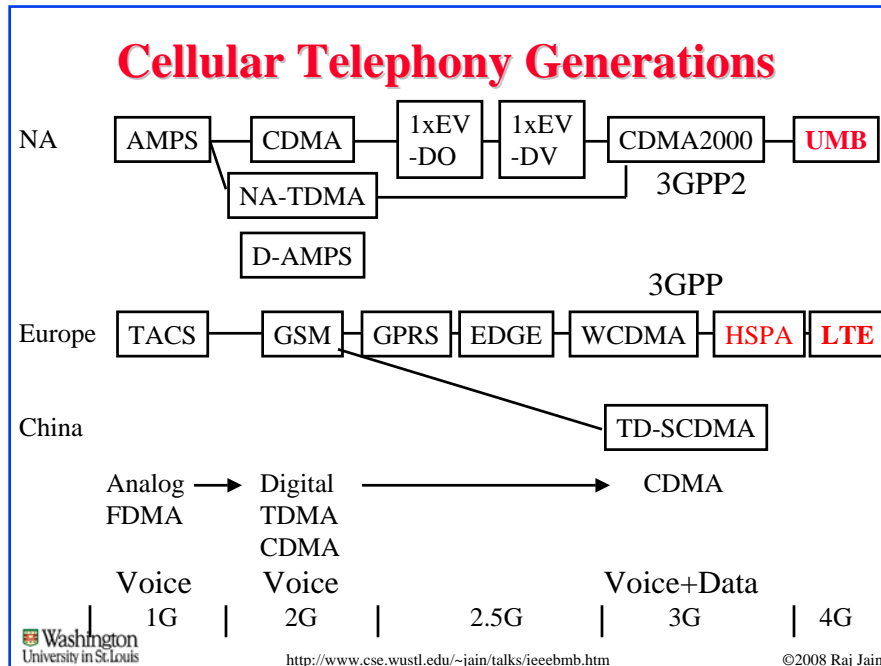 Cellular Telephony Generations
NA
AMPS
CDMA
1xEV
-DO
1xEV
-DV
CDMA2000
UMB
NA-TDMA
3GPP2
D-AMPS
3GPP
Europe
TACS
GSM
GPRS
EDGE
WCDMA
HSPA
LTE
China
TD-SCDMA
Analog
FDMA
Digital
TDMA
CDMA
CDMA
Voice
Voice
Voice+Data
1G
2G
2.5G
3G
4G
Washington
University in St. Louis
http://www.cse.wustl.edu/~jain/talks/ieeebmb.htm
©2008 Raj Jain